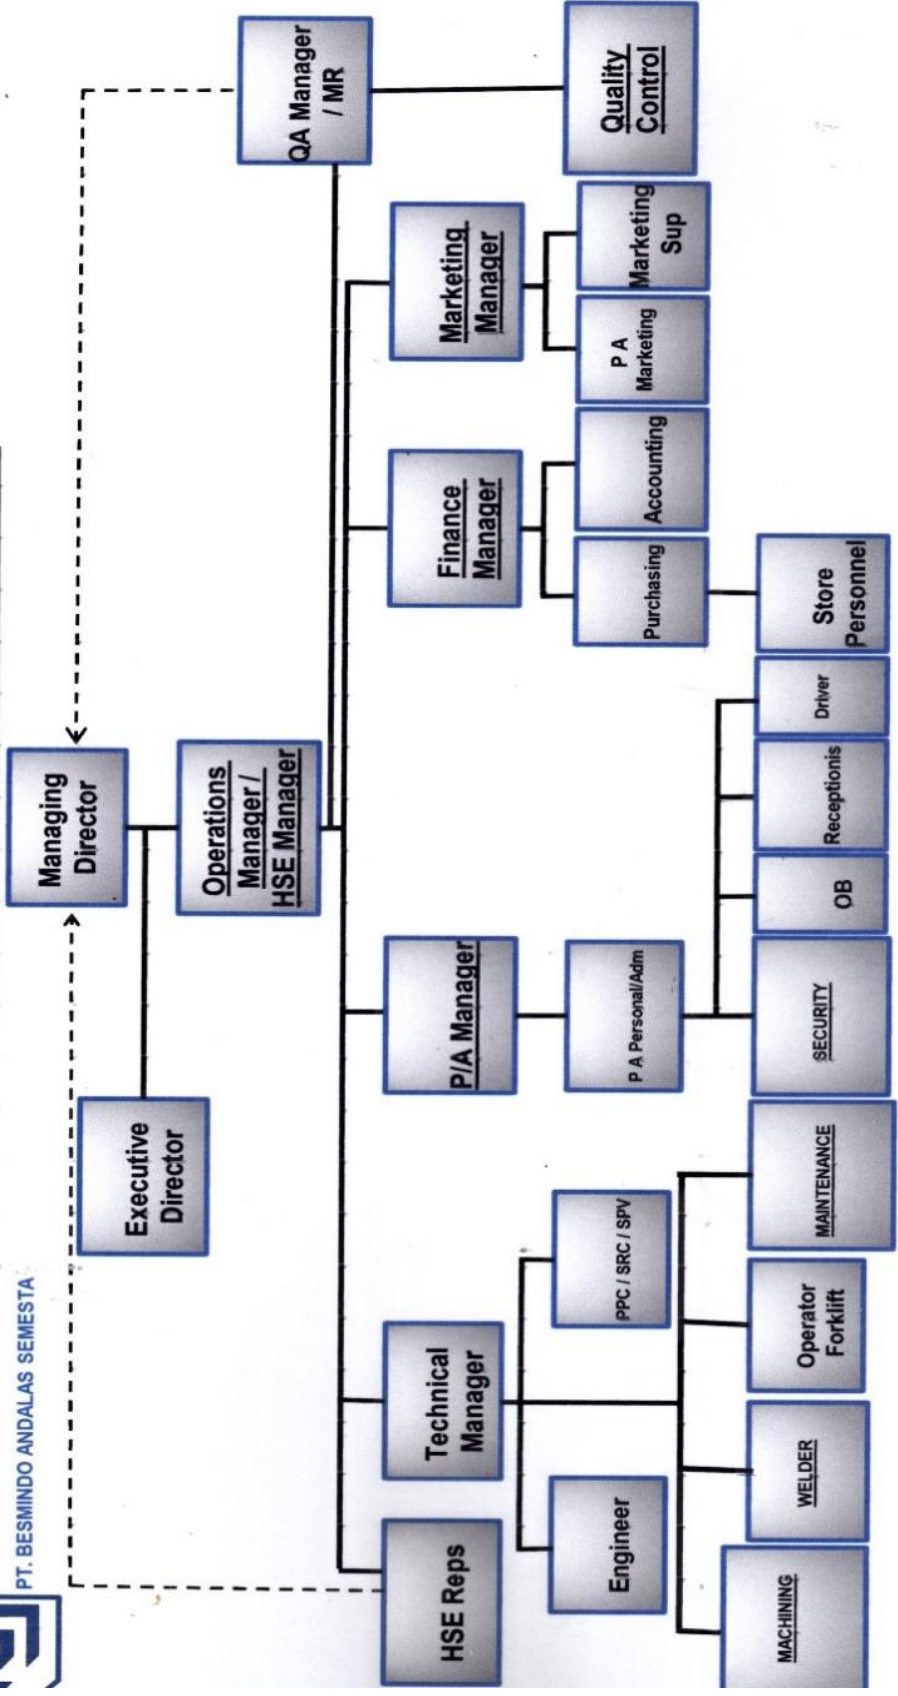 PT. BESMINDO ANDALAS SEMESTA
Managing
Director
Executive
Director
Operations
Manager /
HSE Manager
QA Manager
/ MR
HSE Reps
Technical
Manager
P/A Manager
Finance
Manager
Marketing
Manager
Quality
Control
Engineer
PPC / SRC / SPV
P A Personal/Adm
Purchasing
Accounting
P A
Marketing
Marketing
Sup
MACHINING
WELDER
Operator
Forklift
MAINTENANCE
SECURITY
OB
Receptionis
Driver
Store
Personnel